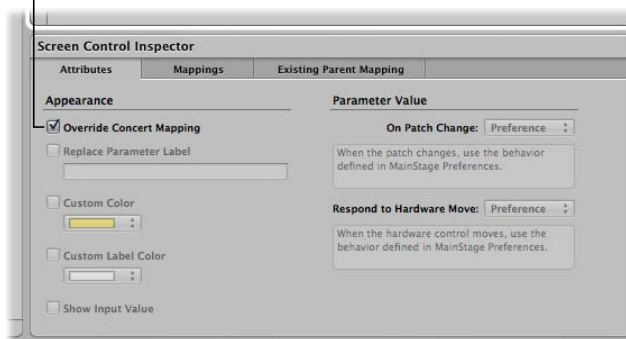 Screen Control Inspector
Attributes
Mappings
Existing Parent Mapping
Appearance
Override Concert Mapping
Replace Parameter Label
Custom Color
Custom Label Color
Show Input Value
Parameter Value
On Patch Change: Preference
When the patch changes, use the behavior
defined in MainStage Preferences.
Respond to Hardware Move: Preference
When the hardware control moves, use the
behavior defined in MainStage Preferences.